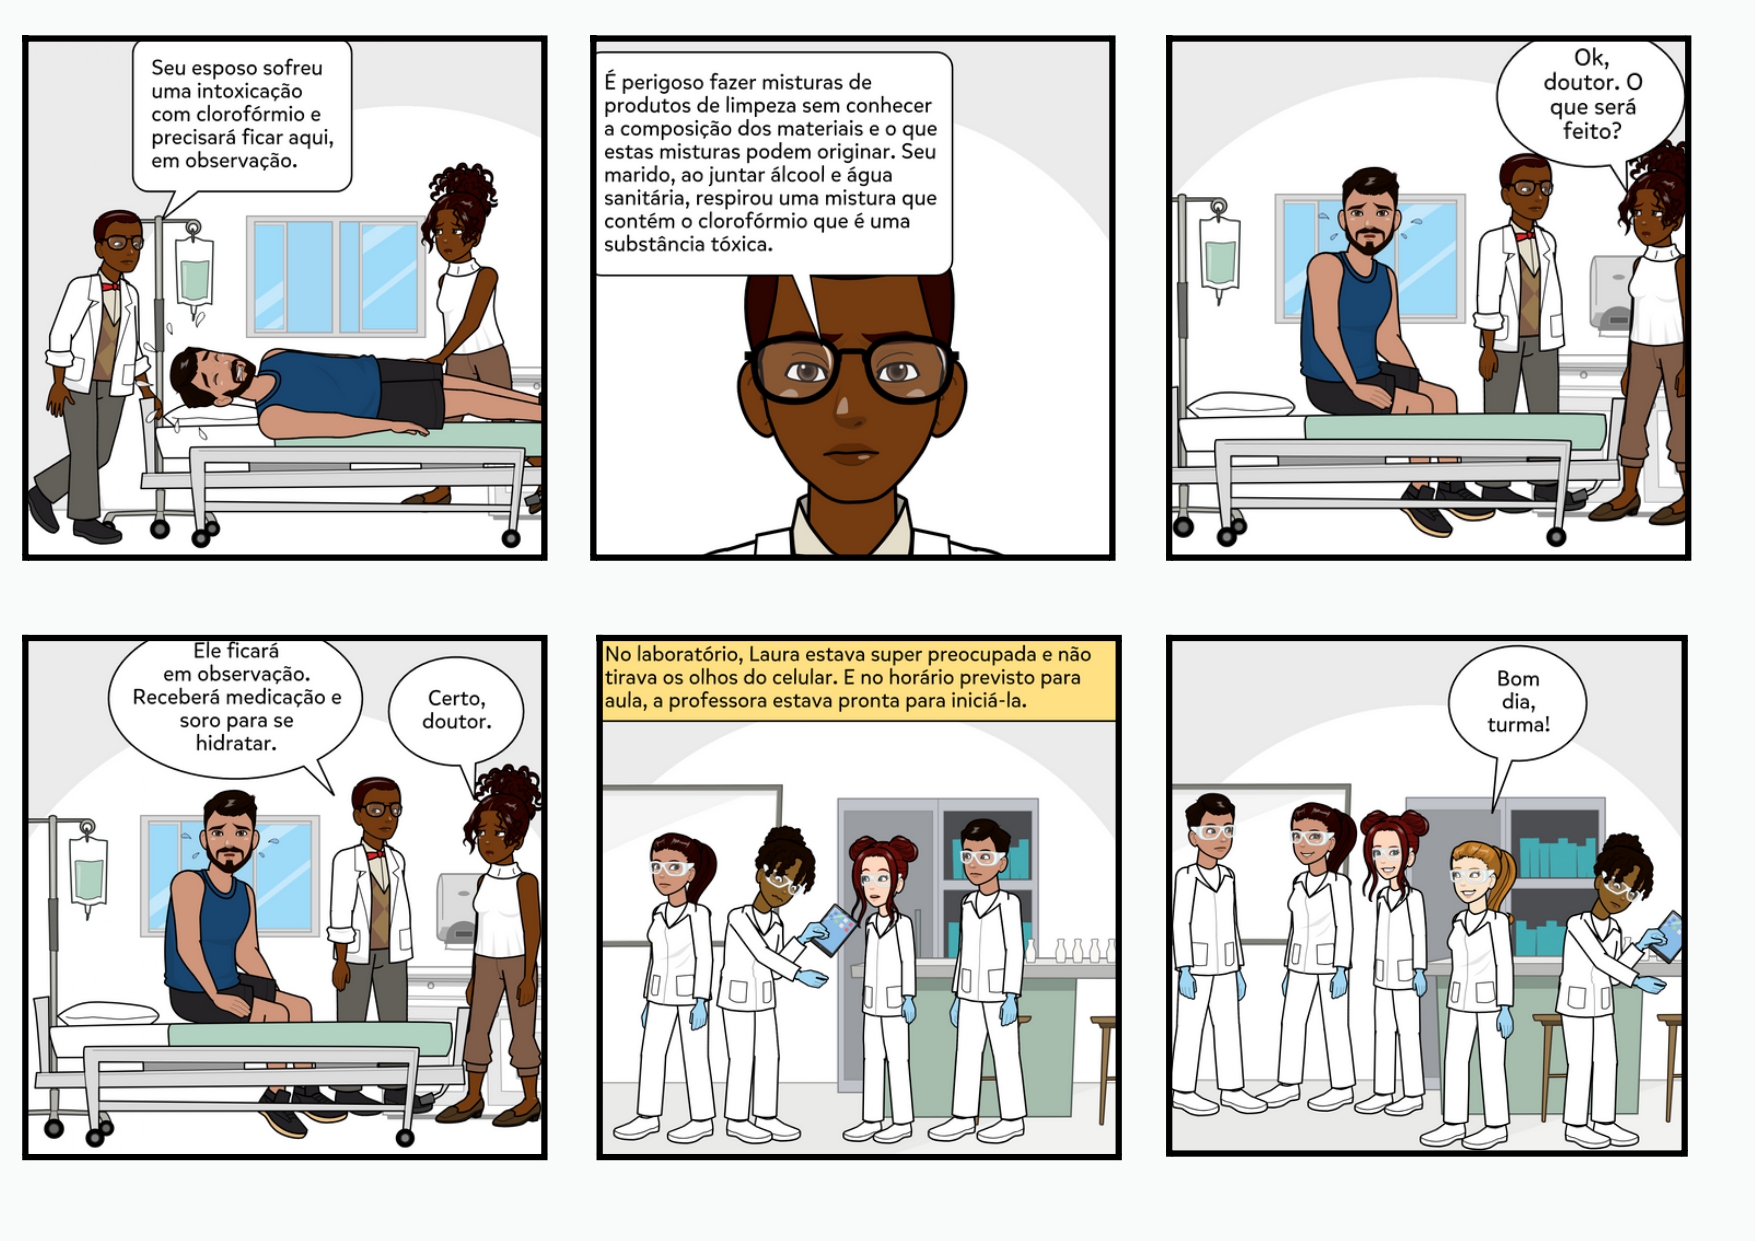 Seu esposo sofreu
uma intoxicação
com clorofórmio e
precisará ficar aqui,
em observação.
É perigoso fazer misturas de
produtos de limpeza sem conhecer
a composição dos materiais e o que
estas misturas podem originar. Seu
marido, ao juntar álcool e água
sanitária, respirou uma mistura que
contém o clorofórmio que é uma
substância tóxica.
Ok,
doutor. O
que será
feito?
Ele ficará
em observação.
Receberá medicação e
soro para se
hidratar.
Certo,
doutor.
No laboratório, Laura estava super preocupada e não
tirava os olhos do celular. E no horário previsto para
aula, a professora estava pronta para iniciá-la.
Bom
dia,
turma!